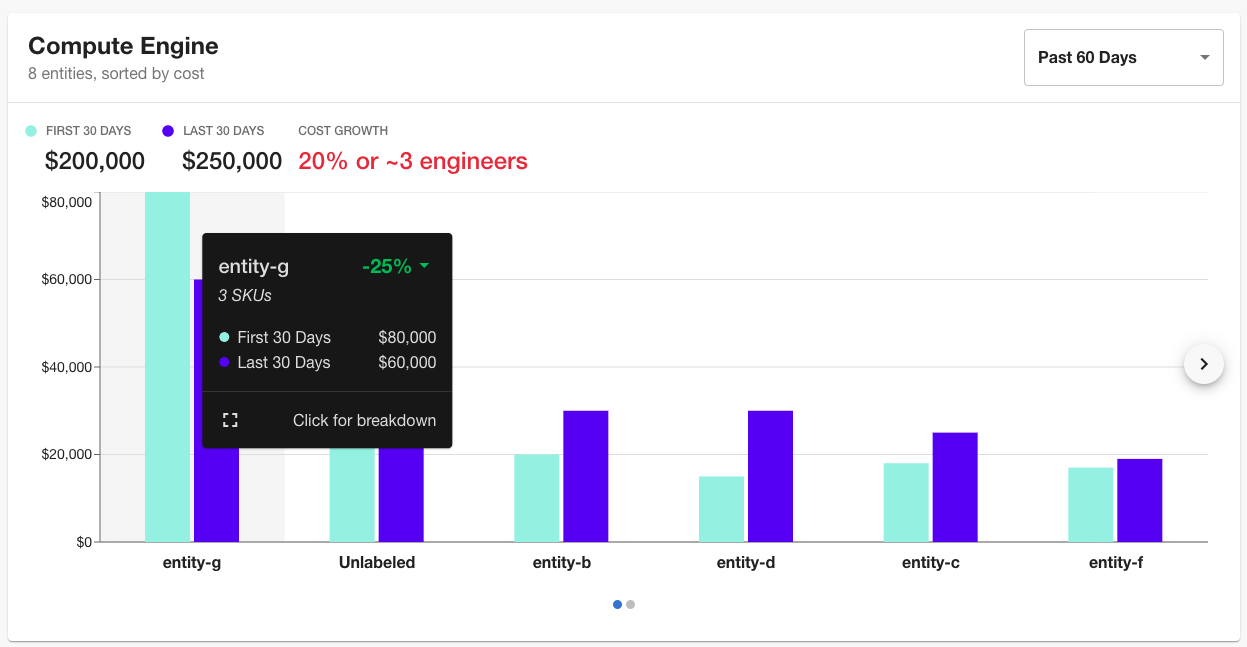 Compute Engine
8 entities, sorted by cost
Past 60 Days
FIRST 30 DAYS
$200,000
LAST 30 DAYS
$250,000
COST GROWTH
20% or ~3 engineers
$80,000
$60,000
$40,000
$20,000
$0
entity-g -25%
3 SKUs
First 30 Days $80,000
Last 30 Days $60,000
Click for breakdown
entity-g Unlabeled entity-b entity-d entity-c entity-f